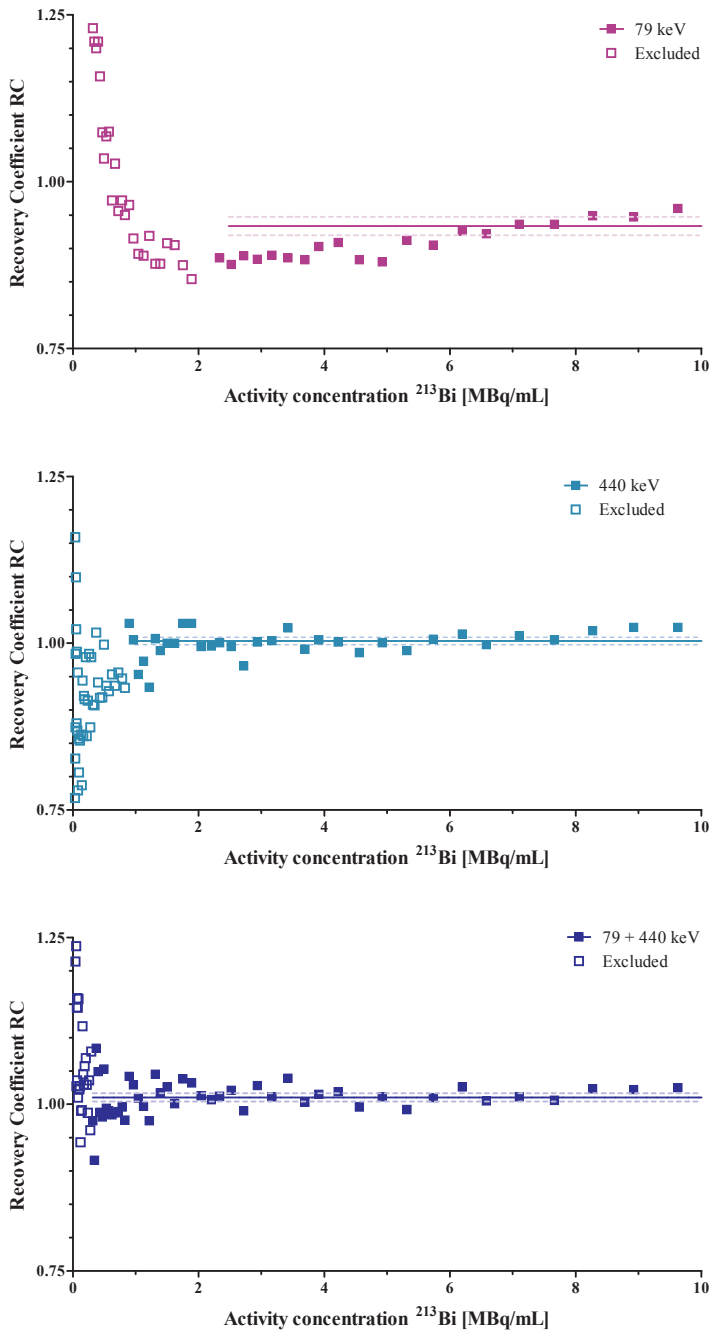 1.25
79 keV
Excluded
Recovery Coefficient RC
1.00
0.75
0 2 4 6 8 10
Activity concentration ²¹³Bi [MBq/mL]
1.25
440 keV
Excluded
Recovery Coefficient RC
1.00
0.75
0 2 4 6 8 10
Activity concentration ²¹³Bi [MBq/mL]
1.25
79 + 440 keV
Excluded
Recovery Coefficient RC
1.00
0.75
0 2 4 6 8 10
Activity concentration ²¹³Bi [MBq/mL]